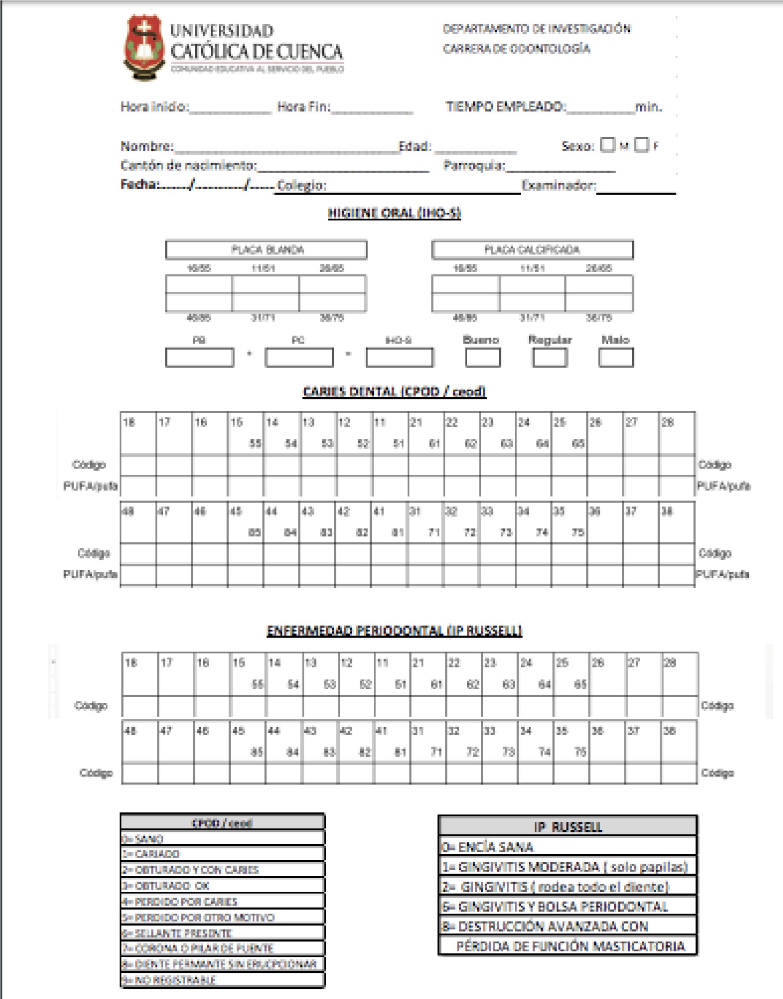 UNIVERSIDAD
CATÓLICA DE CUENCA
COMUNIDAD EDUCATIVA AL SERVICIO DEL PUEBLO
DEPARTAMENTO DE INVESTIGACIÓN
CARRERA DE ODONTOLOGÍA
Hora inicio:____________ Hora Fin:____________ TIEMPO EMPLEADO:__________min.
Nombre:_________________________________Edad: ____________ Sexo: M F
Cantón de nacimiento:_________________________ Parroquia:________________
Fecha:......../............./....... Colegio: Examinador:
HIGIENE ORAL (IHO-S)
PLACA BLANDA PLACA CALCIFICADA
16/55 11/51 26/65 16/55 11/51 26/65
46/85 31/71 36/75 46/85 31/71 36/75
PB PC IHO-S Bueno Regular Malo
+ =
CARIES DENTAL (CPOD / ceod)
18 17 16 15 14 13 12 11 21 22 23 24 25 26 27 28
55 54 53 52 51 61 62 63 64 65
Código Código
PUFA/pufa PUFA/pufa
48 47 46 45 44 43 42 41 31 32 33 34 35 36 37 38
85 84 83 82 81 71 72 73 74 75
Código Código
PUFA/pufa PUFA/pufa
ENFERMEDAD PERIODONTAL (IP RUSSELL)
18 17 16 15 14 13 12 11 21 22 23 24 25 26 27 28
55 54 53 52 51 61 62 63 64 65
Código Código
48 47 46 45 44 43 42 41 31 32 33 34 35 36 37 38
85 84 83 82 81 71 72 73 74 75
Código Código
CPOD / ceod
0= SANO
1= CARIADO
2= OBTURADO Y CON CARIES
3= OBTURADO OK
4= PERDIDO POR CARIES
5= PERDIDO POR OTRO MOTIVO
6= SELLANTE PRESENTE
7= CORONA O PILAR DE PUENTE
8= DIENTE PERMANTE SIN ERUCPCIONAR
9= NO REGISTRABLE
IP RUSSELL
0= ENCÍA SANA
1= GINGIVITIS MODERADA ( solo papilas)
2= GINGIVITIS ( rodea todo el diente)
6= GINGIVITIS Y BOLSA PERIODONTAL
8= DESTRUCCIÓN AVANZADA CON
PÉRDIDA DE FUNCIÓN MASTICATORIA